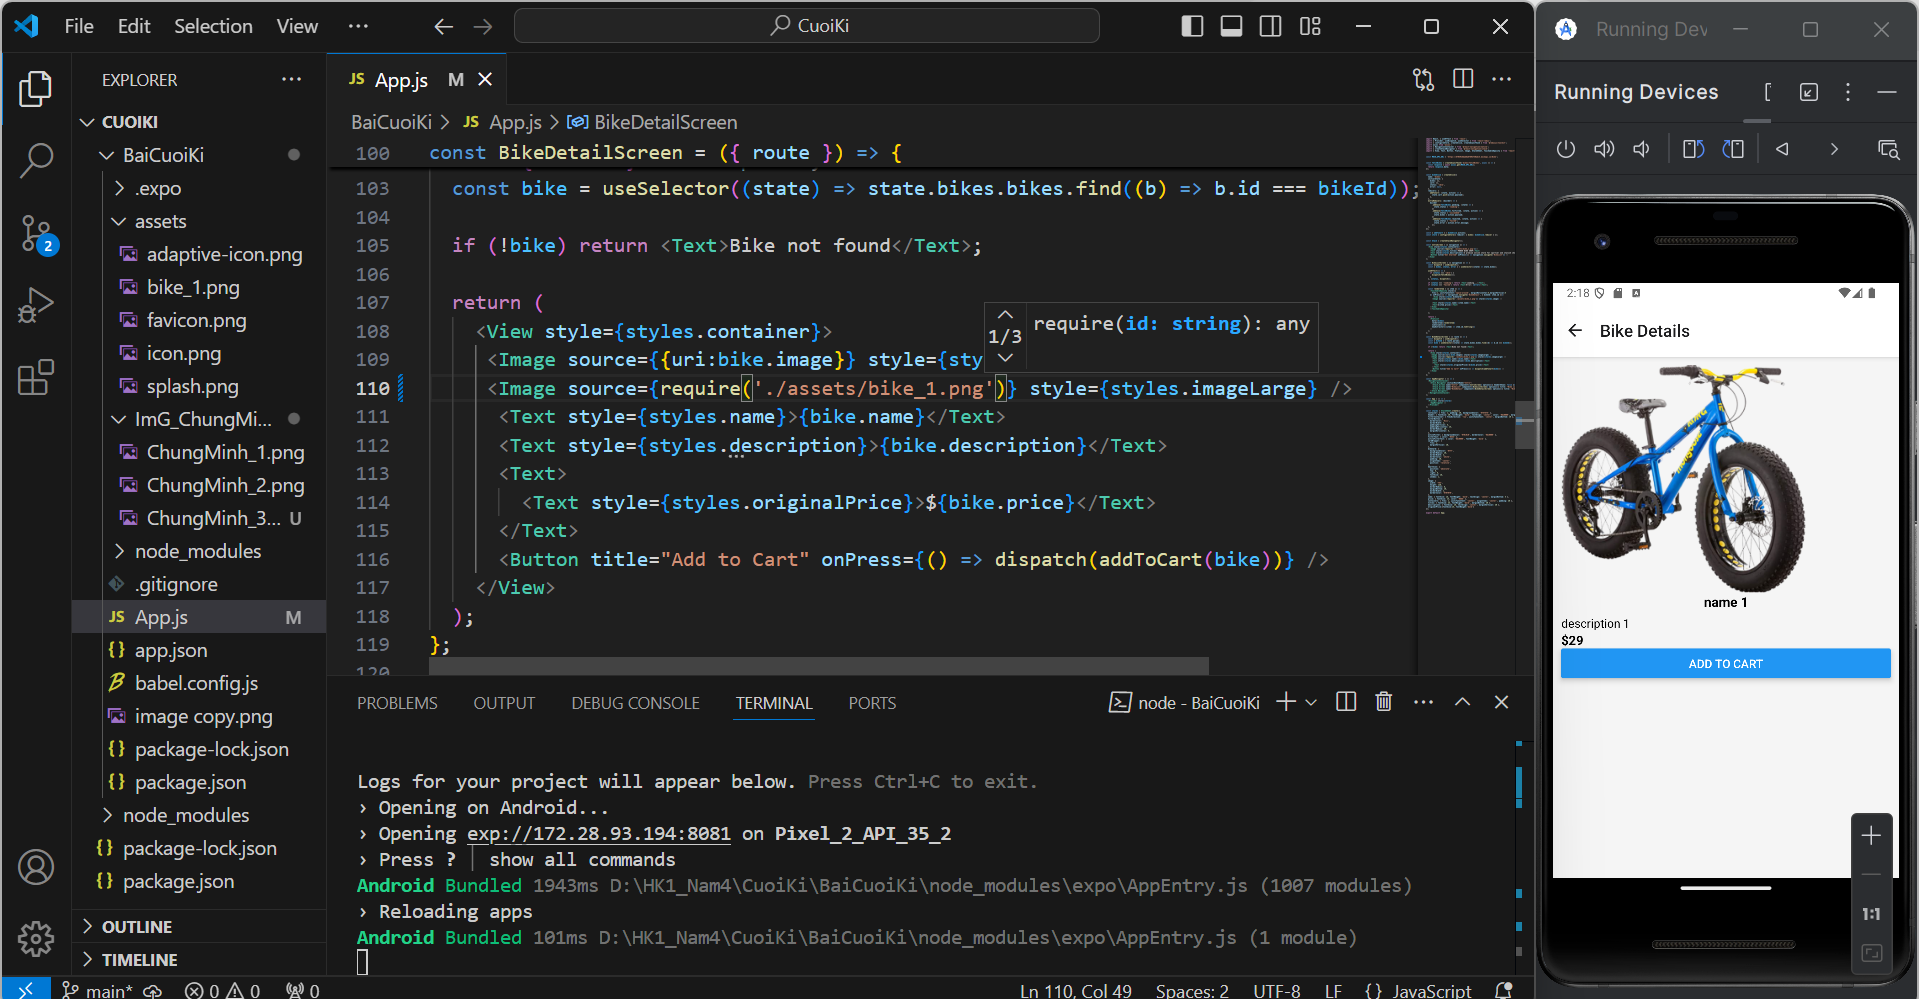 File Edit Selection View ··· CuoiKi
EXPLORER
CUOIKI
BaiCuoiKi
.expo
assets
adaptive-icon.png
bike_1.png
favicon.png
icon.png
splash.png
ImG_ChungMi...
ChungMinh_1.png
ChungMinh_2.png
ChungMinh_3... U
node_modules
.gitignore
JS App.js M
{} app.json
babel.config.js
image copy.png
{} package-lock.json
{} package.json
node_modules
{} package-lock.json
{} package.json
OUTLINE
TIMELINE
2
JS App.js M
BaiCuoiKi > JS App.js > BikeDetailScreen
100 const BikeDetailScreen = ({ route }) => {
103 const bike = useSelector((state) => state.bikes.bikes.find((b) => b.id === bikeId));
104
105 if (!bike) return <Text>Bike not found</Text>;
106
107 return (
108 <View style={styles.container}>
109 <Image source={{uri:bike.image}} style={sty
110 <Image source={require('./assets/bike_1.png')} style={styles.imageLarge} />
111 <Text style={styles.name}>{bike.name}</Text>
112 <Text style={styles.description}>{bike.description}</Text>
113 <Text>
114 <Text style={styles.originalPrice}>${bike.price}</Text>
115 </Text>
116 <Button title="Add to Cart" onPress={() => dispatch(addToCart(bike))} />
117 </View>
118 );
119 };
120
1/3 require(id: string): any
PROBLEMS OUTPUT DEBUG CONSOLE TERMINAL PORTS node - BaiCuoiKi
Logs for your project will appear below. Press Ctrl+C to exit.
› Opening on Android...
› Opening exp://172.28.93.194:8081 on Pixel_2_API_35_2
› Press ? │ show all commands
Android Bundled 1943ms D:\HK1_Nam4\CuoiKi\BaiCuoiKi\node_modules\expo\AppEntry.js (1007 modules)
› Reloading apps
Android Bundled 101ms D:\HK1_Nam4\CuoiKi\BaiCuoiKi\node_modules\expo\AppEntry.js (1 module)
main* 0 0 0 Ln 110, Col 49 Spaces: 2 UTF-8 LF {} JavaScript
Running Dev
Running Devices
2:18
Bike Details
name 1
description 1
$29
ADD TO CART
1:1